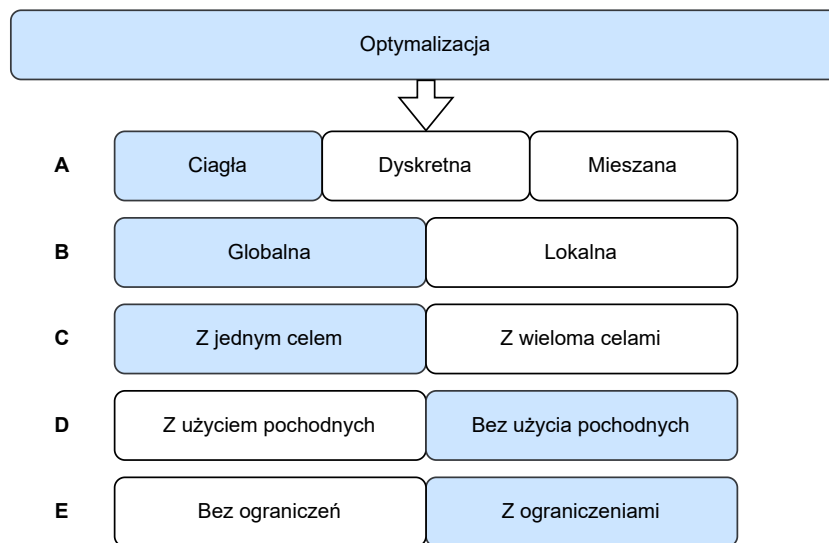 Optymalizacja
A Ciagła Dyskretna Mieszana
B Globalna Lokalna
C Z jednym celem Z wieloma celami
D Z użyciem pochodnych Bez użycia pochodnych
E Bez ograniczeń Z ograniczeniami